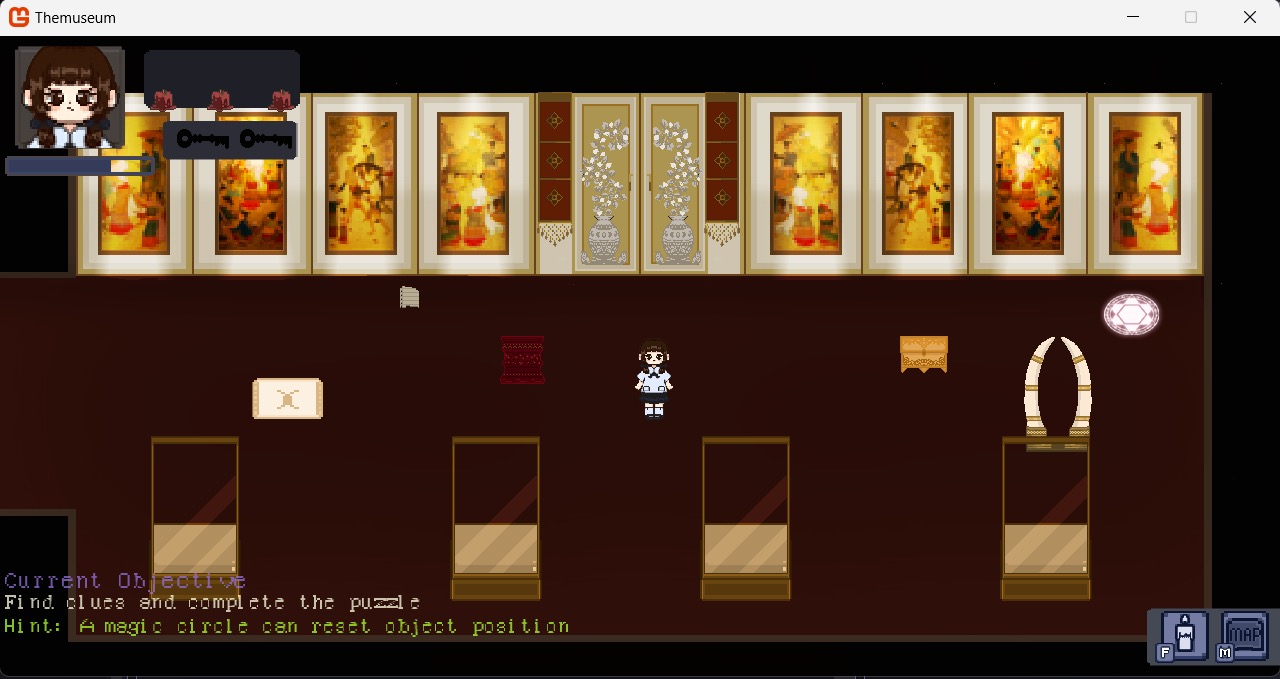 Themuseum
Current Objective
Find clues and complete the puzzle
Hint: A magic circle can reset object position
F
M
MAP